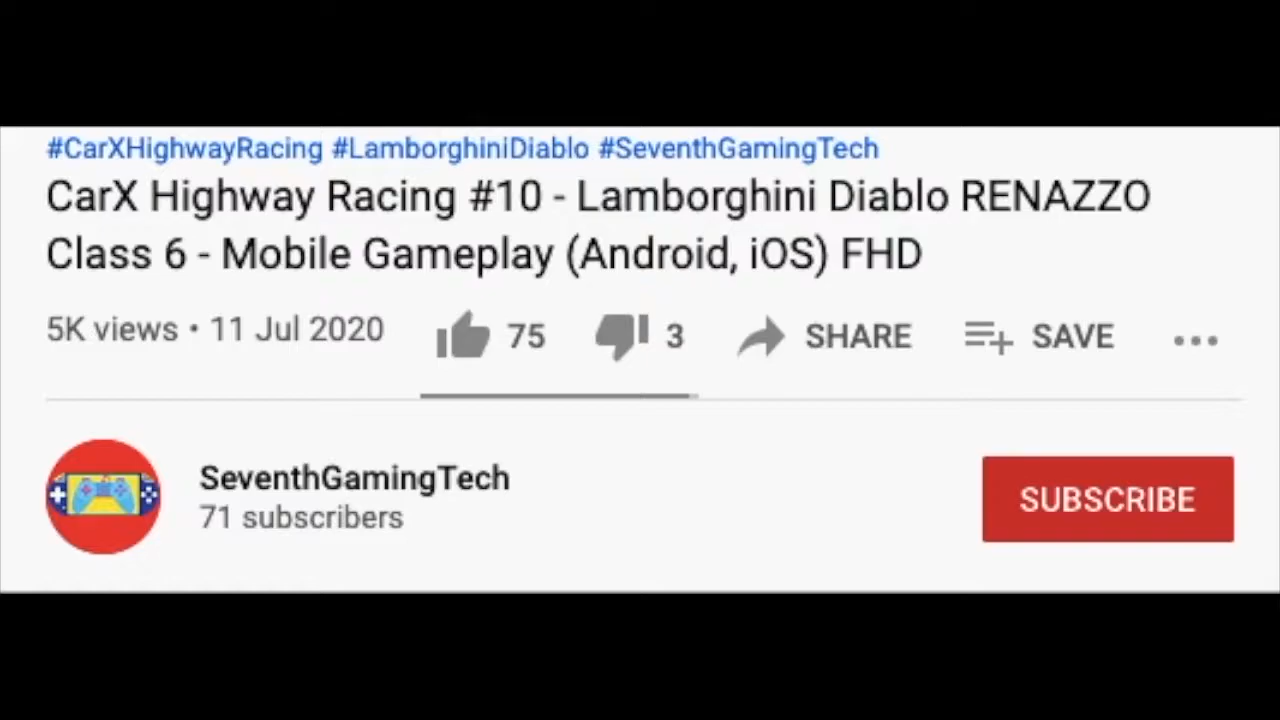 #CarXHighwayRacing #LamborghiniDiablo #SeventhGamingTech
CarX Highway Racing #10 - Lamborghini Diablo RENAZZO
Class 6 - Mobile Gameplay (Android, iOS) FHD
5K views • 11 Jul 2020 75 3 SHARE SAVE ...
SeventhGamingTech
71 subscribers
SUBSCRIBE